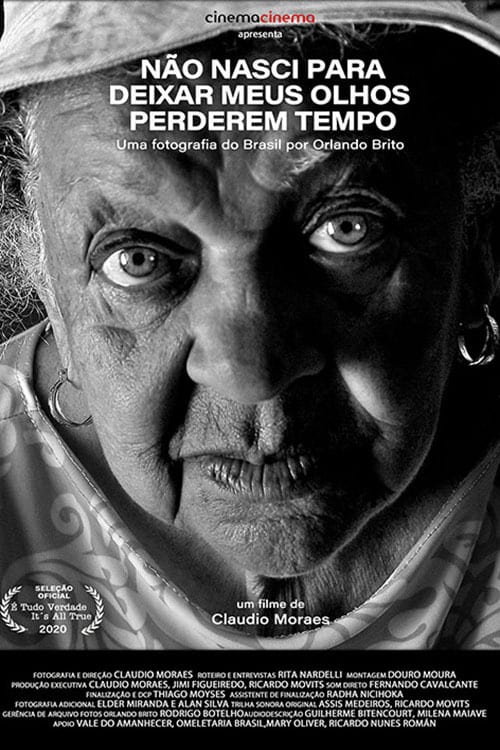 cinemacinema
apresenta
NÃO NASCI PARA
DEIXAR MEUS OLHOS
PERDEREM TEMPO
Uma fotografia do Brasil por Orlando Brito
SELEÇÃO
OFICIAL
É Tudo Verdade
It´s All True
2020
um filme de
Claudio Moraes
FOTOGRAFIA E DIREÇÃO CLAUDIO MORAES ROTEIRO E ENTREVISTAS RITA NARDELLI MONTAGEM DOURO MOURA
PRODUÇÃO EXECUTIVA CLAUDIO MORAES, JIMI FIGUEIREDO, RICARDO MOVITS SOM DIRETO FERNANDO CAVALCANTE
FINALIZAÇÃO E DCP THIAGO MOYSES ASSISTENTE DE FINALIZAÇÃO RADHA NICIHOKA
FOTOGRAFIA ADICIONAL ELDER MIRANDA E ALAN SILVA TRILHA SONORA ORIGINAL ASSIS MEDEIROS, RICARDO MOVITS
GERÊNCIA DE ARQUIVO FOTOS ORLANDO BRITO RODRIGO BOTELHO AUDIODESCRIÇÃO GUILHERME BITENCOURT, MILENA MAIAVE
APOIO VALE DO AMANHECER, OMELETARIA BRASIL, MARY OLIVER, RICARDO NUNES ROMÁN